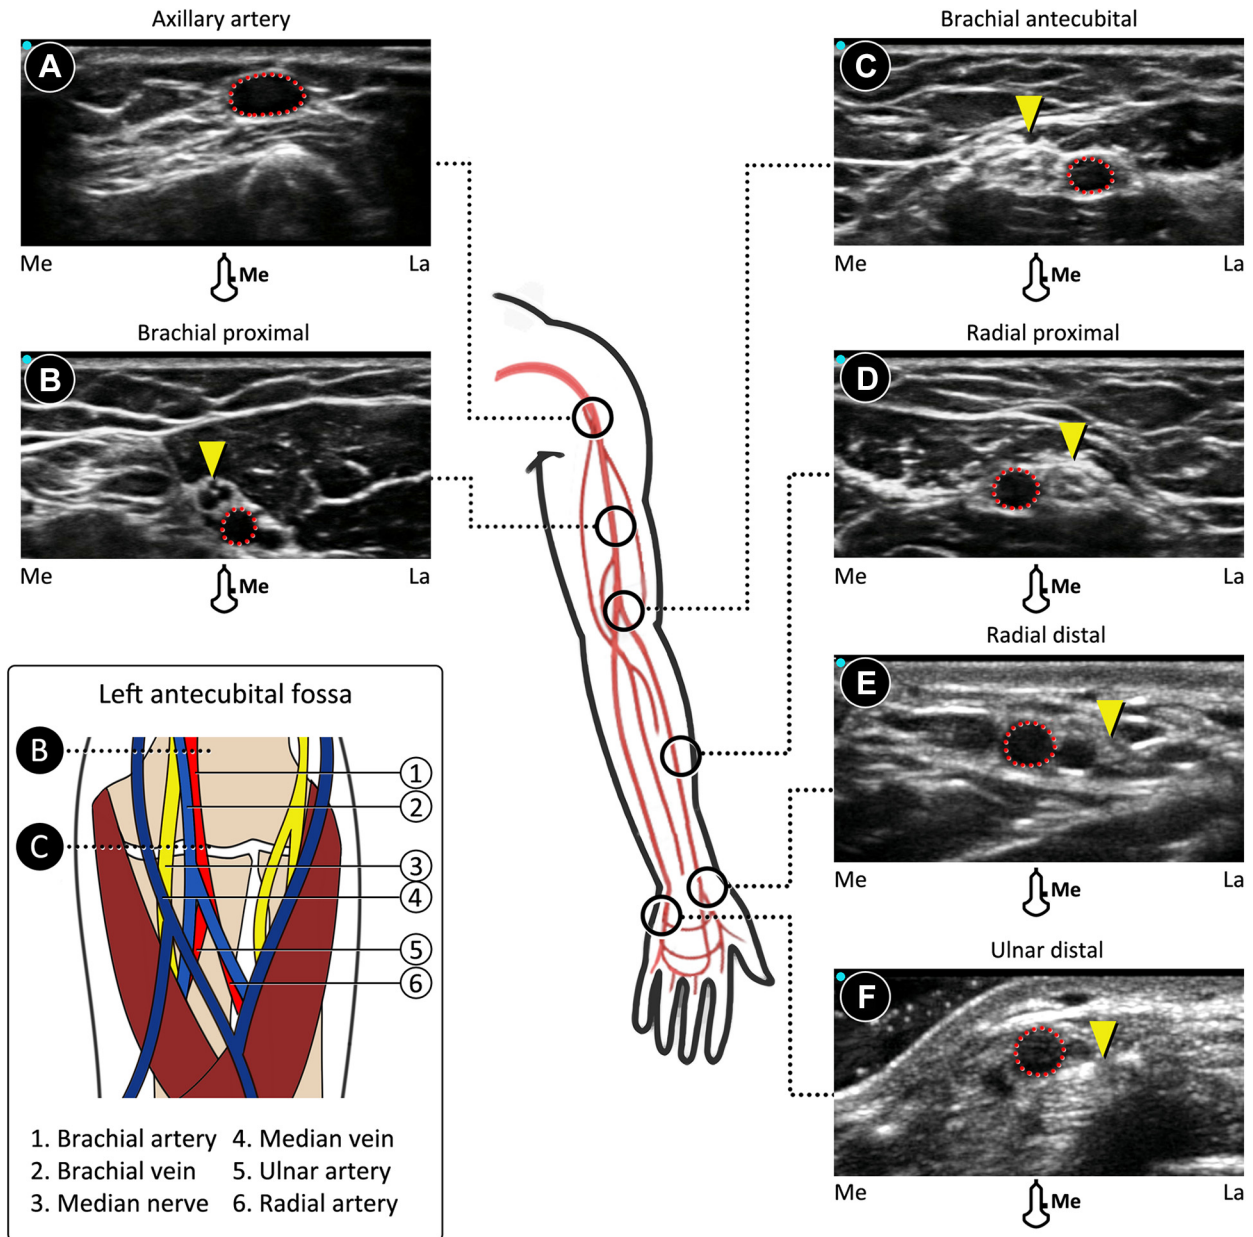 Axillary artery
A
Me
La
Me
Brachial proximal
B
Me
La
Me
Left antecubital fossa
B
C
1
2
3
4
5
6
1. Brachial artery
2. Brachial vein
3. Median nerve
4. Median vein
5. Ulnar artery
6. Radial artery
Brachial antecubital
C
Me
La
Me
Radial proximal
D
Me
La
Me
Radial distal
E
Me
La
Me
Ulnar distal
F
Me
La
Me